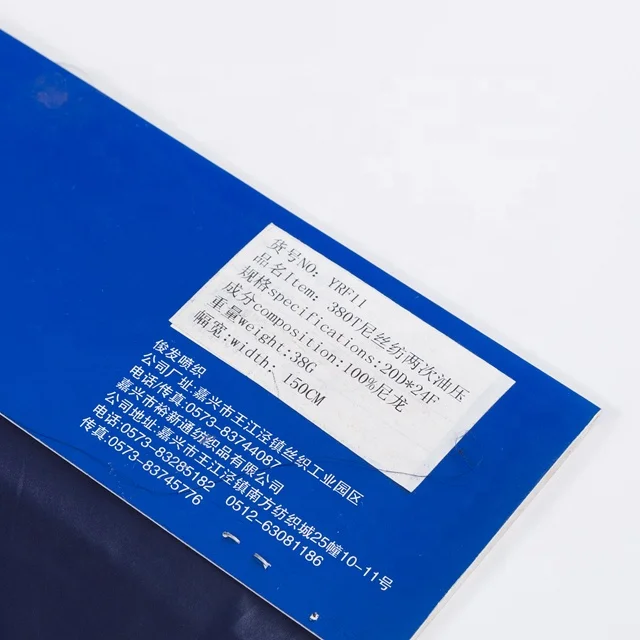 货号NO: YRF11
品名Item: 380T尼丝纺两次油压
规格specifications:20D*24F
成分composition:100%尼龙
重量weight:38G
幅宽:width: 150CM
俊发喷织
公司厂址:嘉兴市王江泾镇丝织工业园区
电话/传真:0573-83744087
嘉兴市裕新通纺织品有限公司
公司地址:嘉兴市王江泾镇南方纺织城25幢10-11号
电话:0573-83285182 0512-63081186
传真:0573-83745776